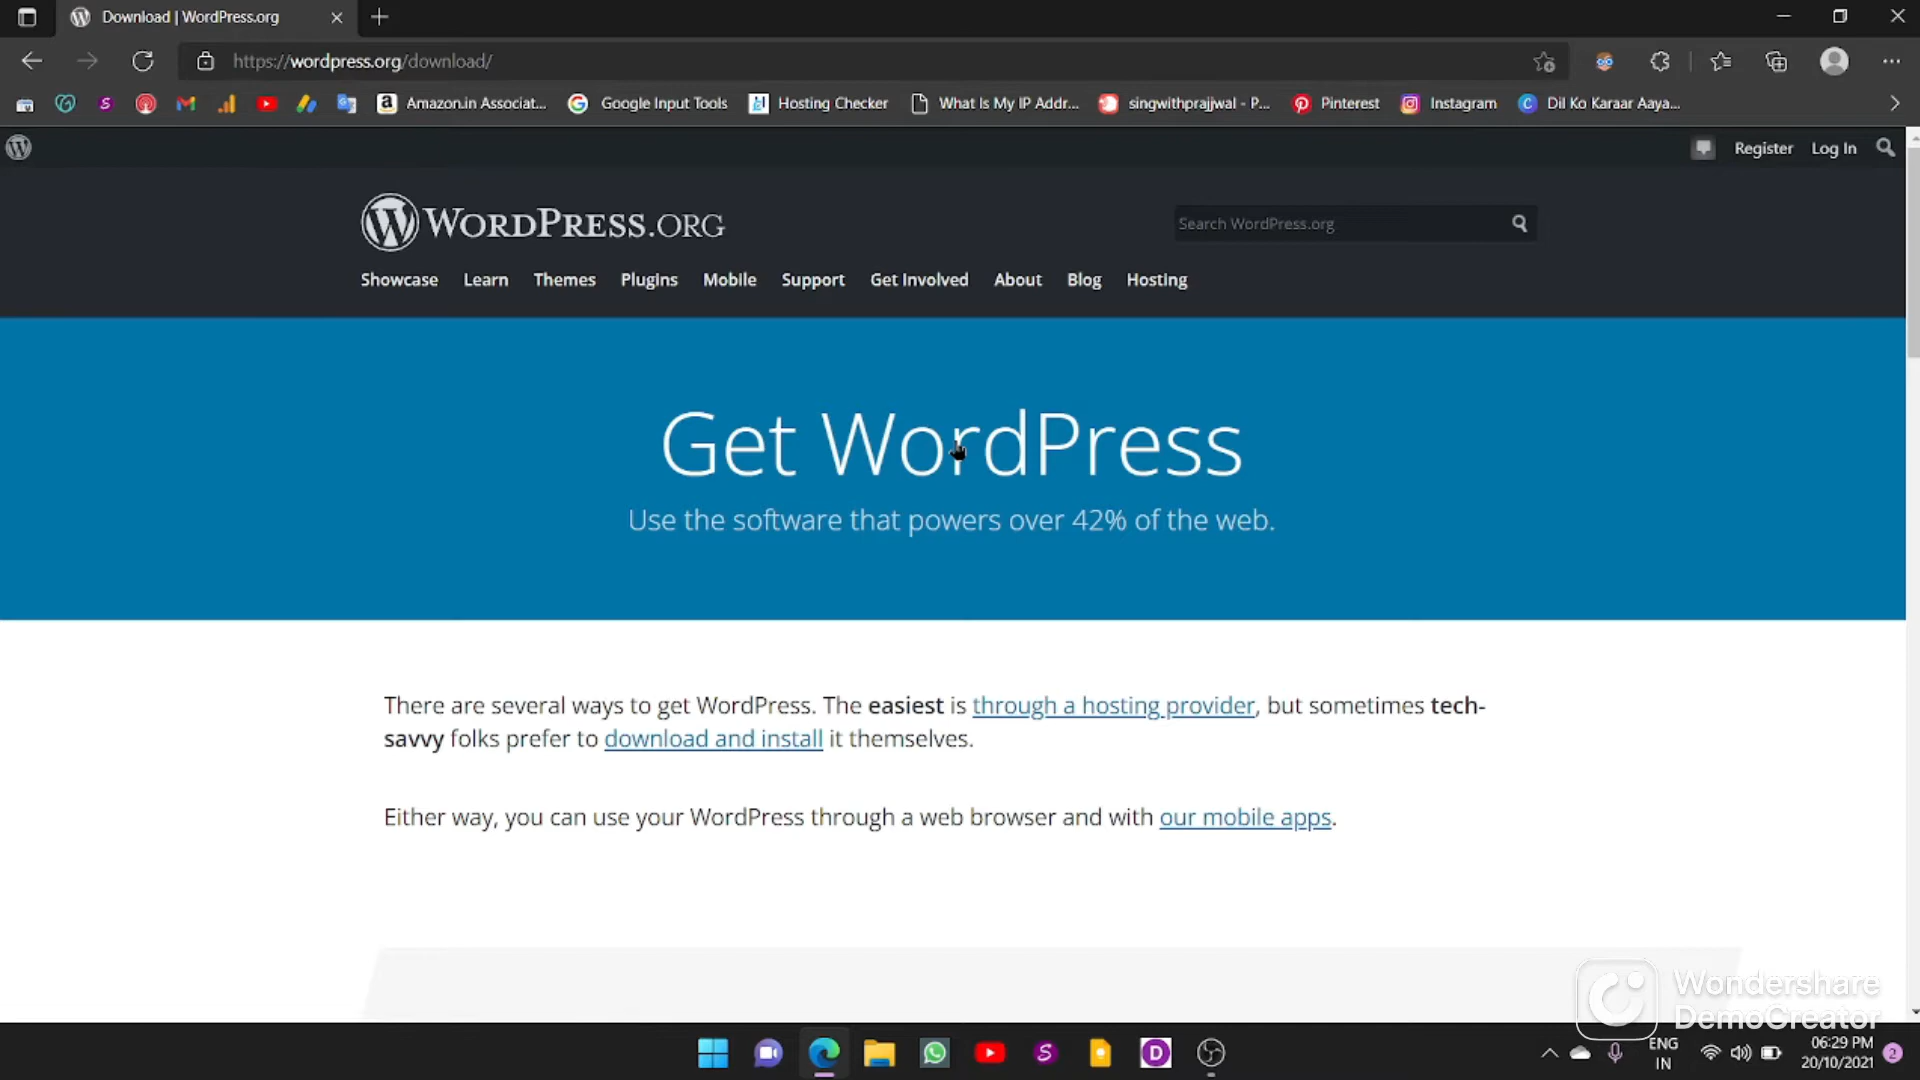 Download | WordPress.org
https://wordpress.org/download/
Amazon.in Associat...
Google Input Tools
Hosting Checker
What Is My IP Addr...
singwithprajjwal - P...
Pinterest
Instagram
Dil Ko Karaar Aaya...
Register
Log In
WORDPRESS.ORG
Search WordPress.org
Showcase
Learn
Themes
Plugins
Mobile
Support
Get Involved
About
Blog
Hosting
Get WordPress
Use the software that powers over 42% of the web.
There are several ways to get WordPress. The easiest is through a hosting provider, but sometimes tech-
savvy folks prefer to download and install it themselves.
Either way, you can use your WordPress through a web browser and with our mobile apps.
Wondershare
DemoCreator
ENG
IN
06:29 PM
20/10/2021
2